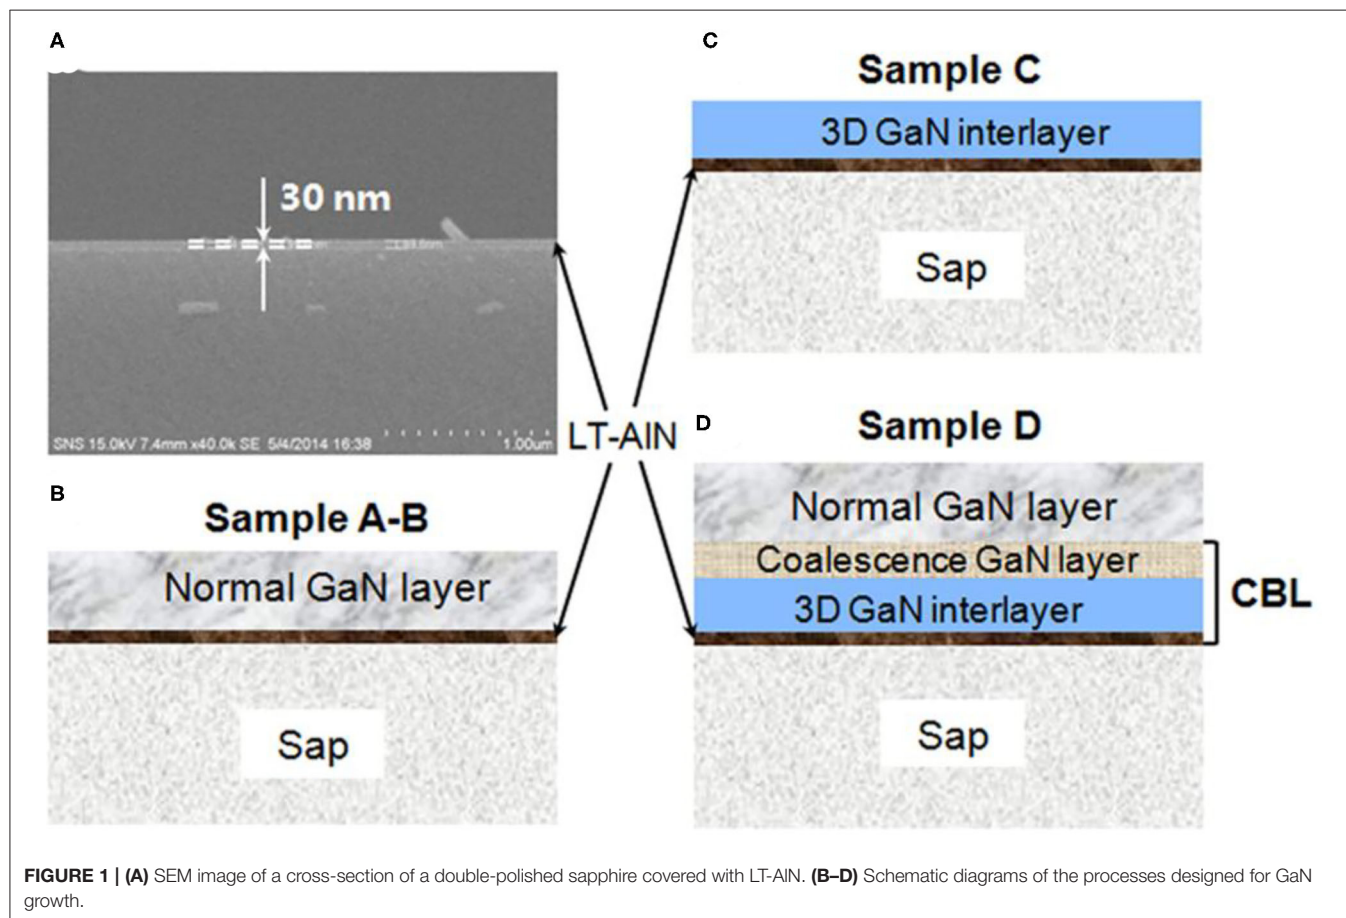 A
30 nm
SNS 15.0kV 7.4mm x40.0k SE 5/4/2014 16:38 1.00um
C
Sample C
3D GaN interlayer
Sap
LT-AlN
B
Sample A-B
Normal GaN layer
Sap
D
Sample D
Normal GaN layer
Coalescence GaN layer
3D GaN interlayer
CBL
Sap
FIGURE 1 | (A) SEM image of a cross-section of a double-polished sapphire covered with LT-AlN. (B–D) Schematic diagrams of the processes designed for GaN
growth.